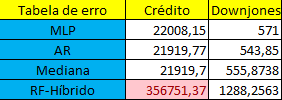 Tabela de erro Crédito Downjones
MLP 22008,15 571
AR 21919,77 543,85
Mediana 21919,7 555,8738
RF-Híbrido 356751,37 1288,2563